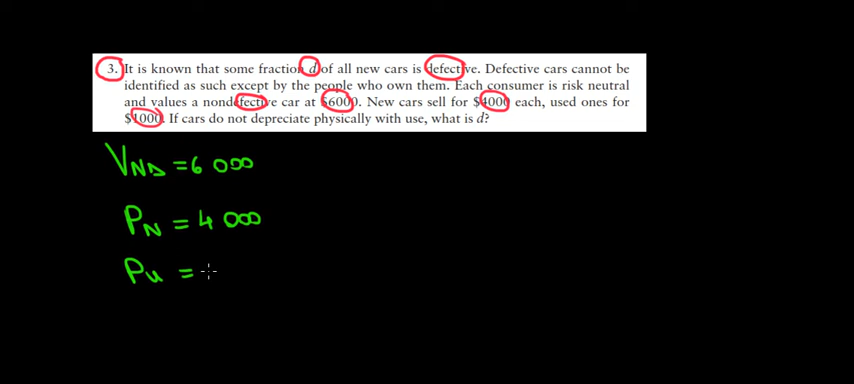 3. It is known that some fraction d of all new cars is defective. Defective cars cannot be
identified as such except by the people who own them. Each consumer is risk neutral
and values a nondefective car at $6000. New cars sell for $4000 each, used ones for
$1000. If cars do not depreciate physically with use, what is d?
V_ND = 6 000
P_N = 4 000
P_u =